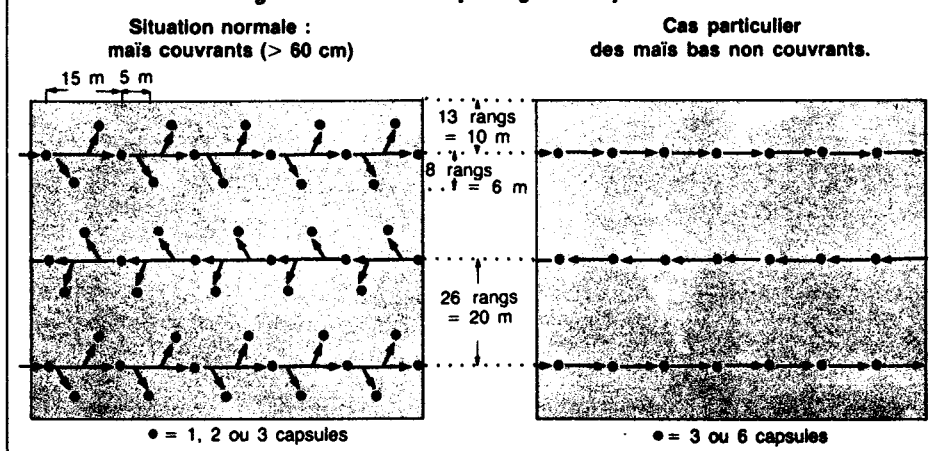 Situation normale :
maïs couvrants (> 60 cm)
Cas particulier
des maïs bas non couvrants.
15 m 5 m
13 rangs
= 10 m
8 rangs
= 6 m
26 rangs
= 20 m
● = 1, 2 ou 3 capsules
● = 3 ou 6 capsules